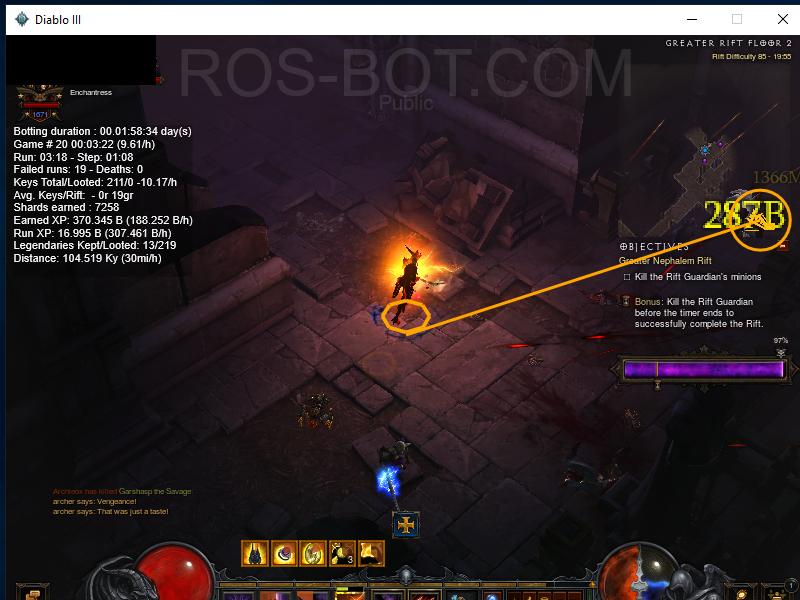 Diablo III
GREATER RIFT FLOOR 2
Rift Difficulty 85 - 19:55
ROS-BOT.COM
Public
Enchantress
1671
Botting duration : 00.01:58:34 day(s)
Game # 20 00:03:22 (9.61/h)
Run: 03:18 - Step: 01:08
Failed runs: 19 - Deaths: 0
Keys Total/Looted: 211/0 -10.17/h
Avg. Keys/Rift:  - 0r 19gr
Shards earned : 7258
Earned XP: 370.345 B (188.252 B/h)
Run XP: 16.995 B (307.461 B/h)
Legendaries Kept/Looted: 13/219
Distance: 104.519 Ky (30mi/h)
1366M
287B
OBJECTIVES
Greater Nephalem Rift
Kill the Rift Guardian's minions
Bonus: Kill the Rift Guardian
before the timer ends to
successfully complete the Rift.
97%
Archleox has killed Garshasp the Savage
archer says: Vengeance!
archer says: That was just a taste!
3
1